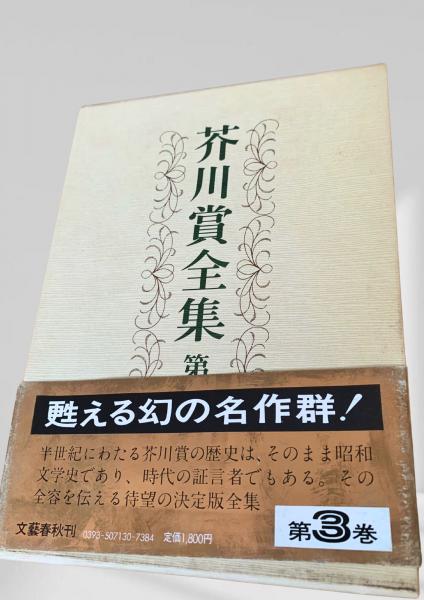 芥川賞全集 第
甦える幻の名作群!
半世紀にわたる芥川賞の歴史は、そのまま昭和
文学史であり、時代の証言者でもある。その
全容を伝える待望の決定版全集
文藝春秋刊 0393-507130-7384 定価1,800円
第3巻